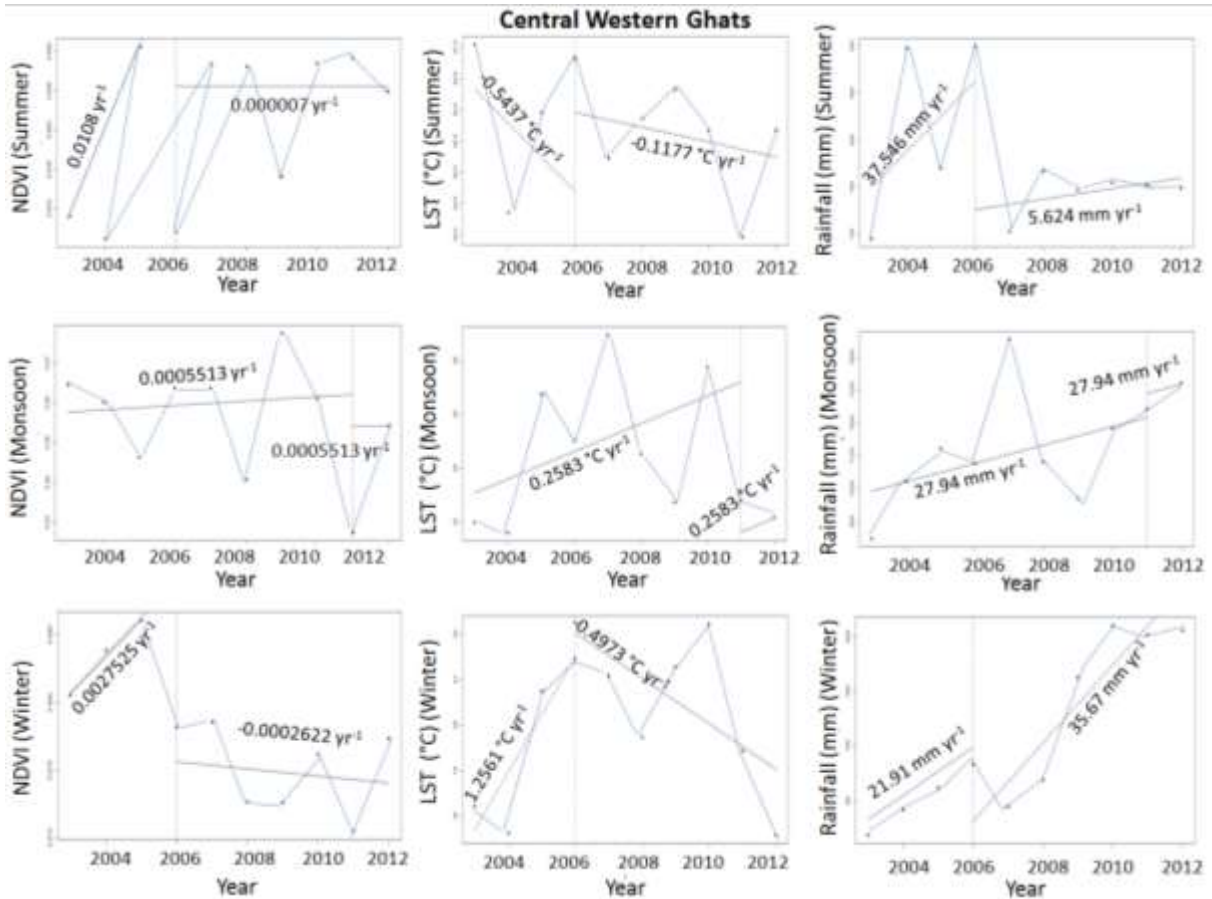 Central Western Ghats
NDVI (Summer)
0.0108 yr-1
0.000007 yr-1
2004 2006 2008 2010 2012
Year
LST (°C) (Summer)
-0.5437 °C yr-1
-0.1177 °C yr-1
2004 2006 2008 2010 2012
Year
Rainfall (mm) (Summer)
37.546 mm yr-1
5.624 mm yr-1
2004 2006 2008 2010 2012
Year
NDVI (Monsoon)
0.0005513 yr-1
0.0005513 yr-1
2004 2006 2008 2010 2012
Year
LST (°C) (Monsoon)
0.2583 °C yr-1
0.2583 °C yr-1
2004 2006 2008 2010 2012
Year
Rainfall (mm) (Monsoon)
27.94 mm yr-1
27.94 mm yr-1
2004 2006 2008 2010 2012
Year
NDVI (Winter)
0.0027525 yr-1
-0.0002622 yr-1
2004 2006 2008 2010 2012
Year
LST (°C) (Winter)
1.2561 °C yr-1
-0.4973 °C yr-1
2004 2006 2008 2010 2012
Year
Rainfall (mm) (Winter)
21.91 mm yr-1
35.67 mm yr-1
2004 2006 2008 2010 2012
Year